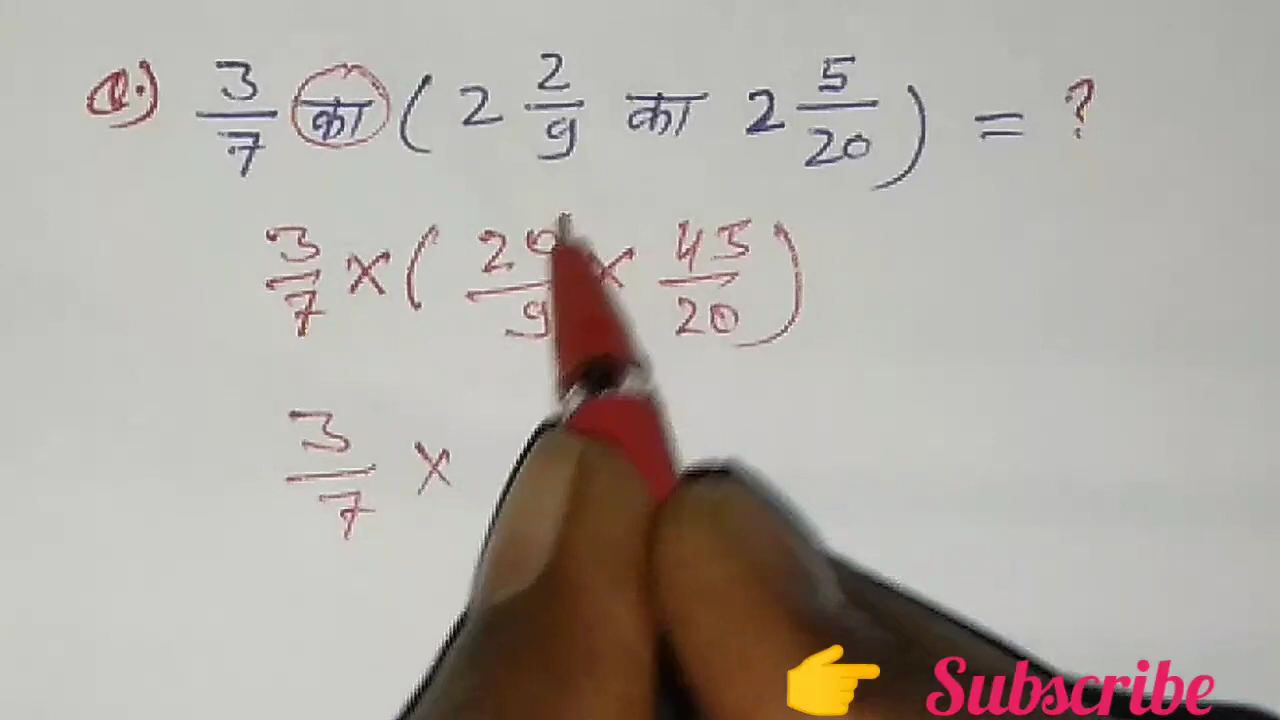 Q.) 3/7 का ( 2 2/9 का 2 5/20 ) = ?
3/7 × ( 20/9 × 45/20 )
3/7 ×
Subscribe